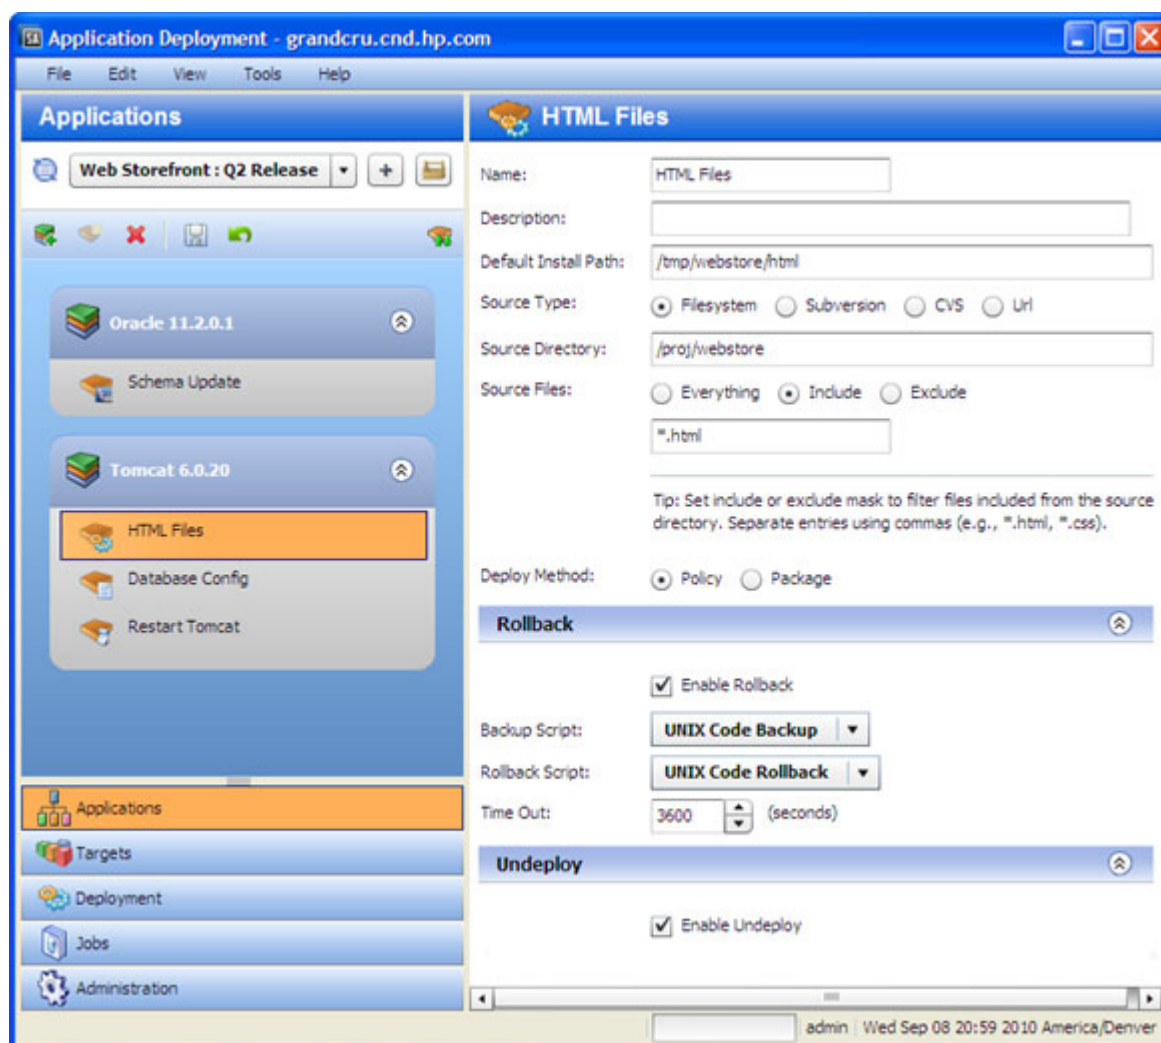 SA Application Deployment - grandcru.cnd.hp.com
File Edit View Tools Help
Applications
Web Storefront : Q2 Release
Oracle 11.2.0.1
Schema Update
Tomcat 6.0.20
HTML Files
Database Config
Restart Tomcat
Applications
Targets
Deployment
Jobs
Administration
HTML Files
Name: HTML Files
Description:
Default Install Path: /tmp/webstore/html
Source Type: Filesystem Subversion CVS Url
Source Directory: /proj/webstore
Source Files: Everything Include Exclude
*.html
Tip: Set include or exclude mask to filter files included from the source
directory. Separate entries using commas (e.g., *.html, *.css).
Deploy Method: Policy Package
Rollback
Enable Rollback
Backup Script: UNIX Code Backup
Rollback Script: UNIX Code Rollback
Time Out: 3600 (seconds)
Undeploy
Enable Undeploy
admin Wed Sep 08 20:59 2010 America/Denver